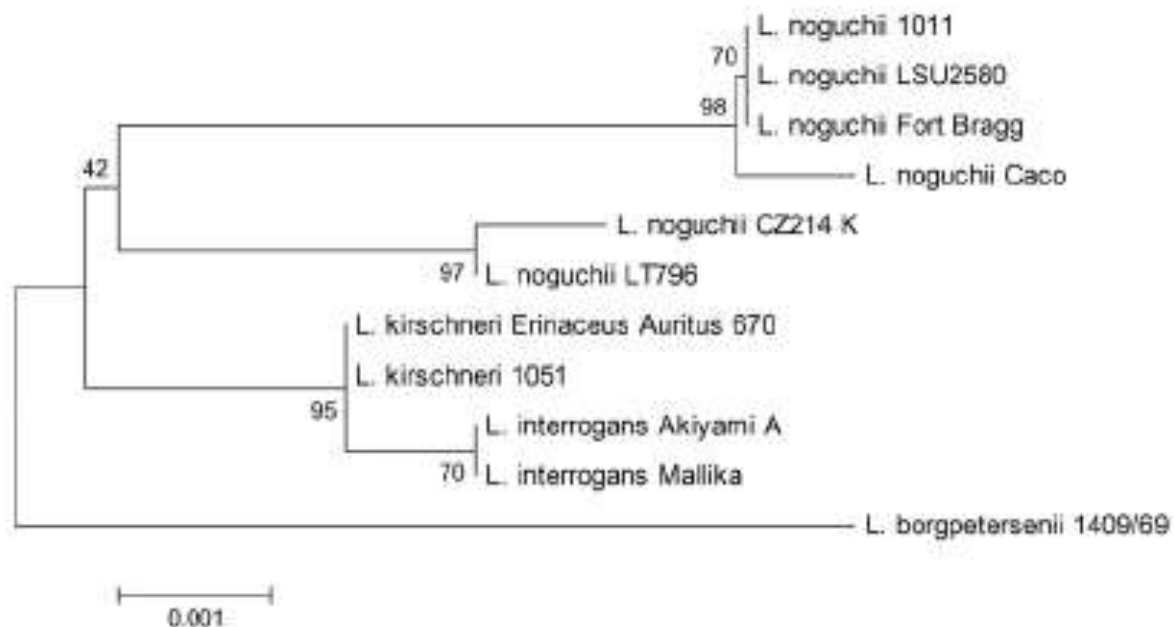 L. noguchii 1011
70
L. noguchii LSU2580
98
L. noguchii Fort Bragg
42
L. noguchii Caco
L. noguchii CZ214 K
97
L. noguchii LT796
L. kirschneri Erinaceus Auritus 670
L. kirschneri 1051
95
L. interrogans Akiyami A
70
L. interrogans Mallika
L. borgpetersenii 1409/69
0.001